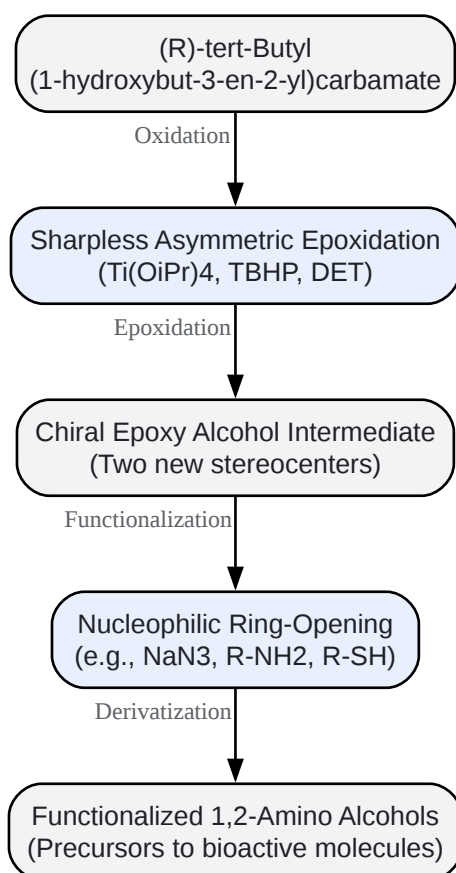 (R)-tert-Butyl
(1-hydroxybut-3-en-2-yl)carbamate
Oxidation
Sharpless Asymmetric Epoxidation
(Ti(OiPr)4, TBHP, DET)
Epoxidation
Chiral Epoxy Alcohol Intermediate
(Two new stereocenters)
Functionalization
Nucleophilic Ring-Opening
(e.g., NaN3, R-NH2, R-SH)
Derivatization
Functionalized 1,2-Amino Alcohols
(Precursors to bioactive molecules)